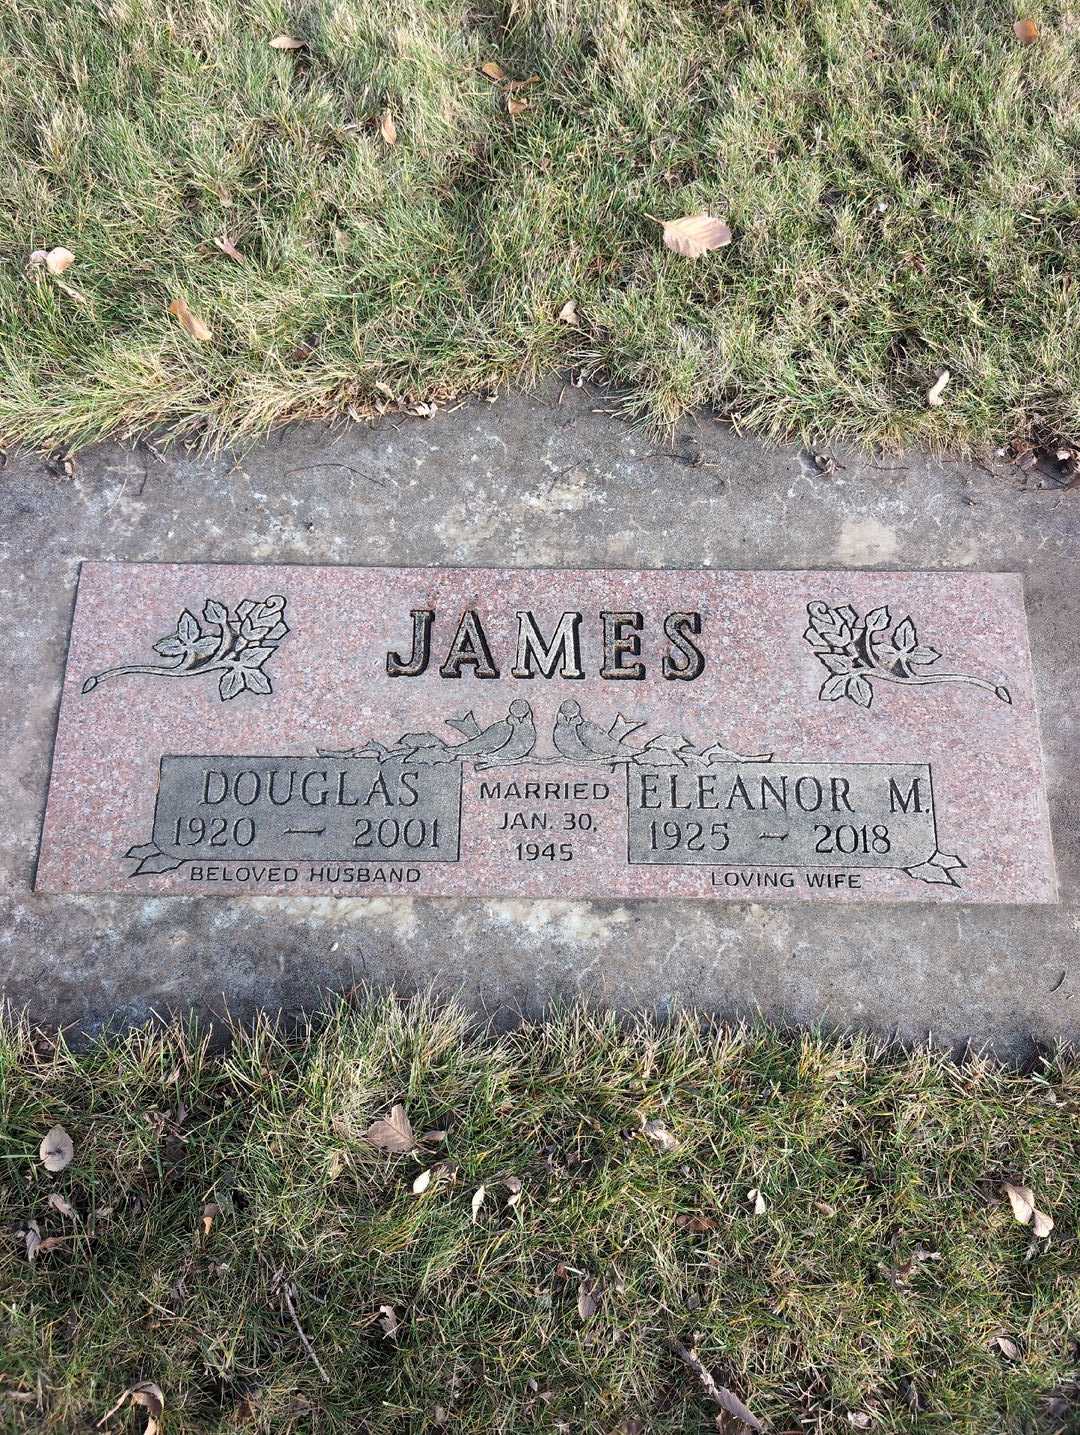 JAMES
DOUGLAS
1920 — 2001
BELOVED HUSBAND
MARRIED
JAN. 30,
1945
ELEANOR M.
1925 — 2018
LOVING WIFE